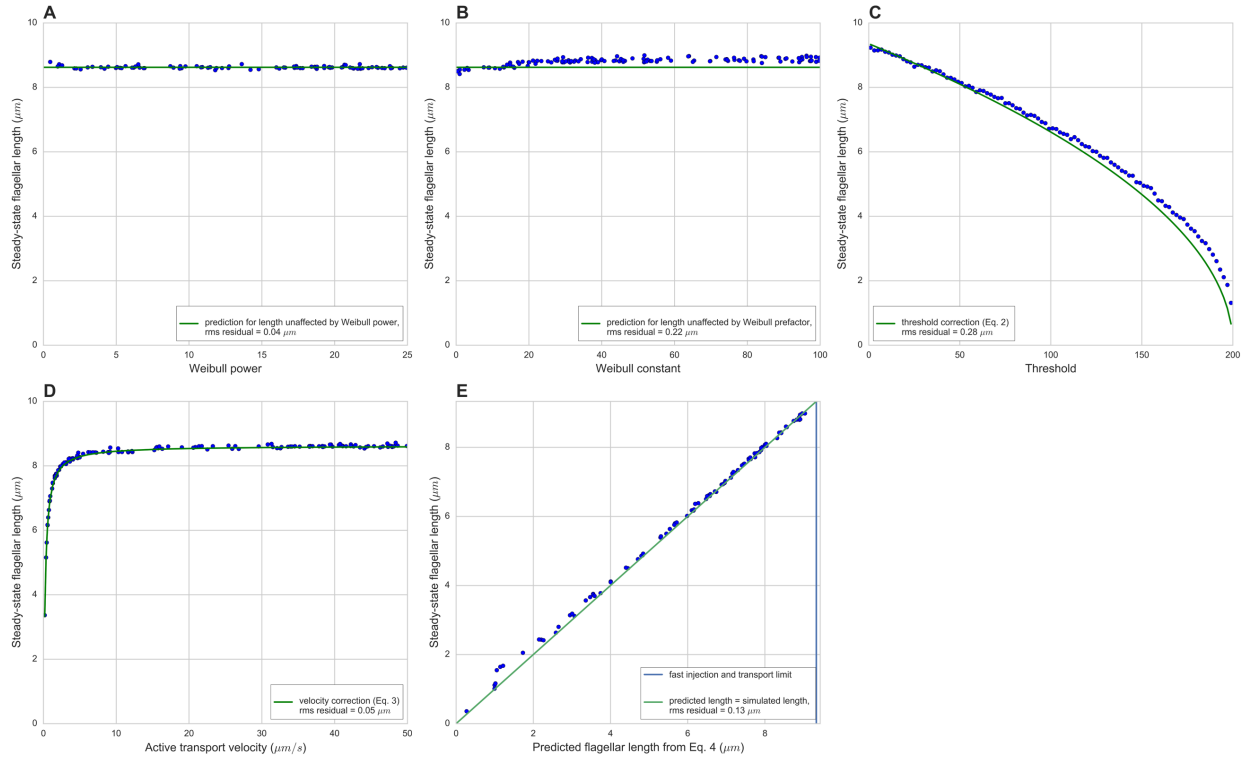 A
10
8
6
4
2
0
Steady-state flagellar length (μm)
prediction for length unaffected by Weibull power,
rms residual = 0.04 μm
0 5 10 15 20 25
Weibull power
B
10
8
6
4
2
0
Steady-state flagellar length (μm)
prediction for length unaffected by Weibull prefactor,
rms residual = 0.22 μm
0 20 40 60 80 100
Weibull constant
C
10
8
6
4
2
0
Steady-state flagellar length (μm)
threshold correction (Eq. 2)
rms residual = 0.28 μm
0 50 100 150 200
Threshold
D
10
8
6
4
2
0
Steady-state flagellar length (μm)
velocity correction (Eq. 3)
rms residual = 0.05 μm
0 10 20 30 40 50
Active transport velocity (μm/s)
E
8
6
4
2
0
Steady-state flagellar length (μm)
fast injection and transport limit
predicted length = simulated length,
rms residual = 0.13 μm
0 2 4 6 8
Predicted flagellar length from Eq. 4 (μm)